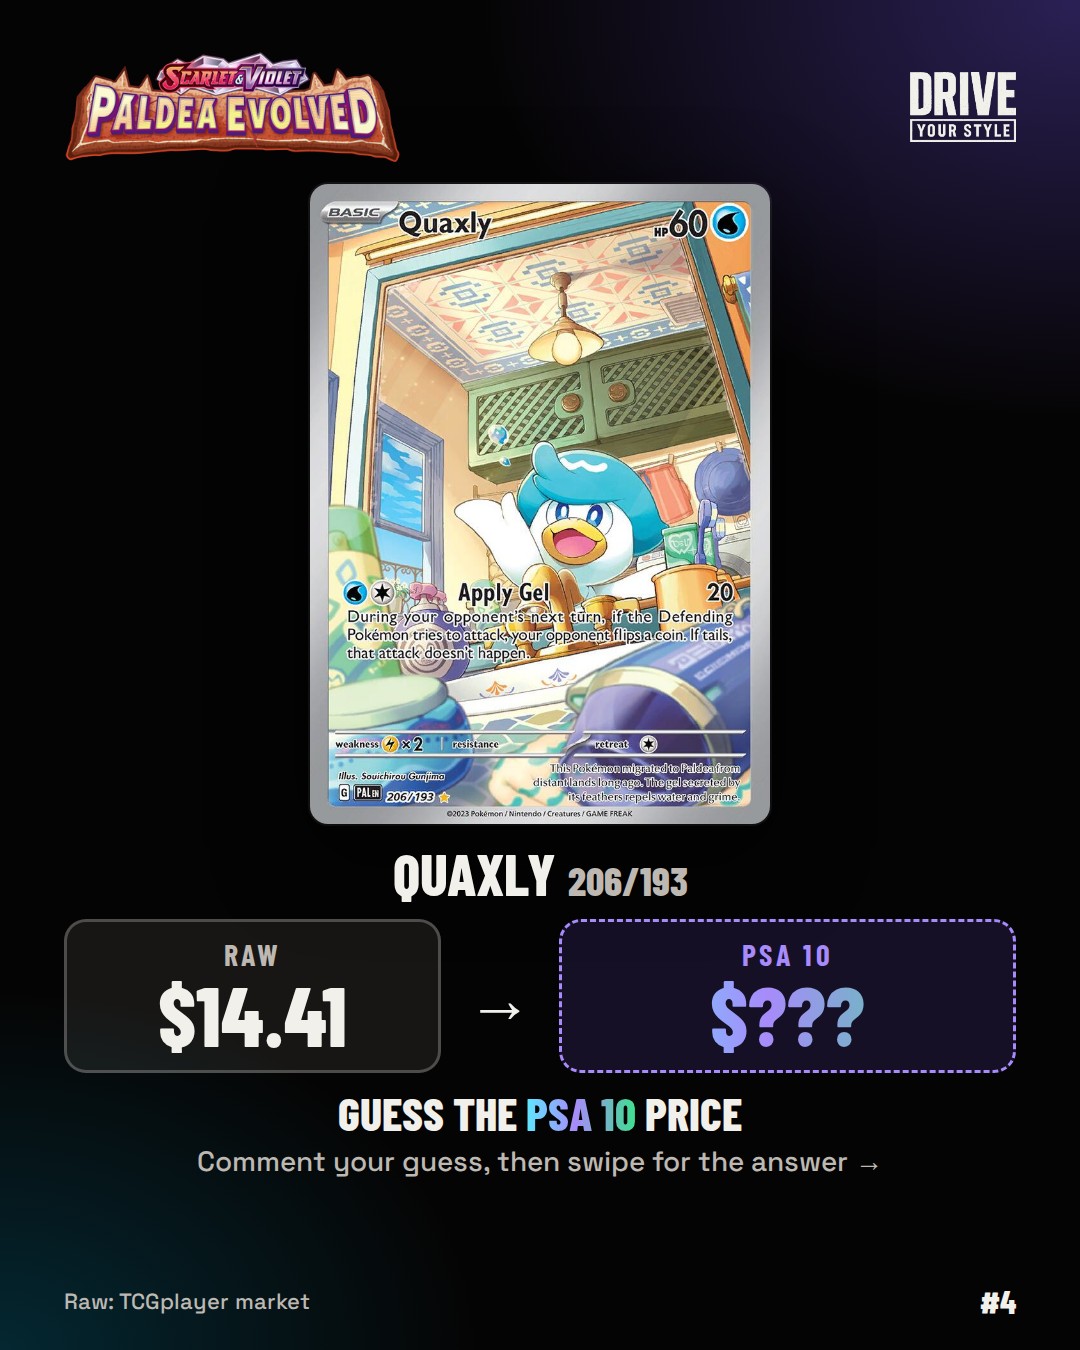 SCARLET & VIOLET
PALDEA EVOLVED
DRIVE
YOUR STYLE
BASIC
Quaxly
HP 60
Apply Gel 20
During your opponent's next turn, if the Defending
Pokémon tries to attack, your opponent flips a coin. If tails,
that attack doesn't happen.
weakness ×2 resistance retreat
Illus. Souichirou Gunjima
G PAL EN 206/193
This Pokémon migrated to Paldea from
distant lands long ago. The gel secreted by
its feathers repels water and grime.
©2023 Pokémon / Nintendo / Creatures / GAME FREAK
QUAXLY 206/193
RAW
$14.41
→
PSA 10
$???
GUESS THE PSA 10 PRICE
Comment your guess, then swipe for the answer →
Raw: TCGplayer market
#4